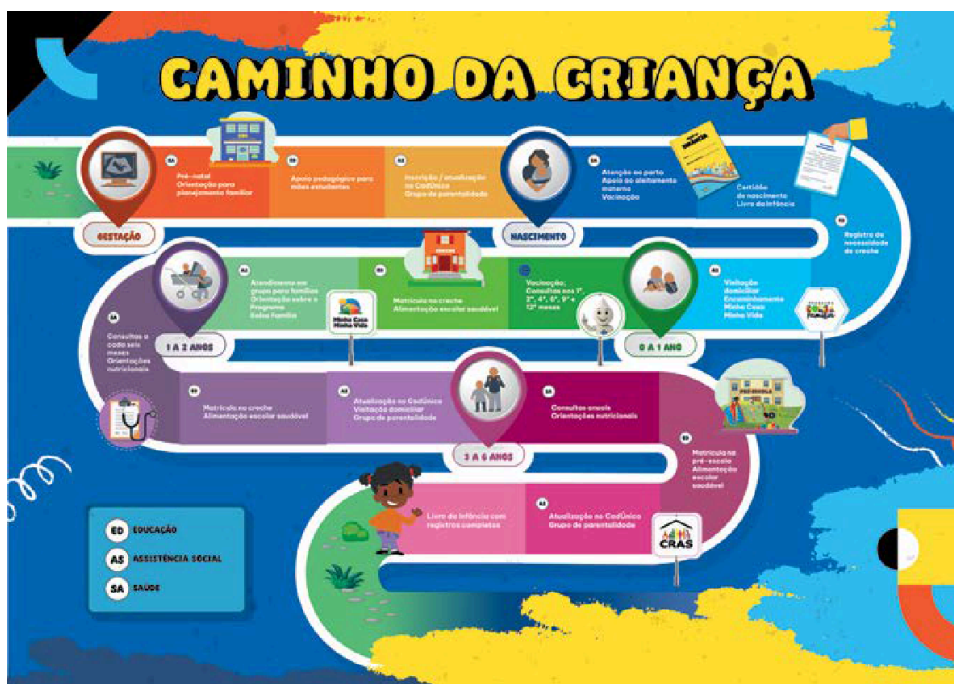 CAMINHO DA CRIANÇA
SA
Pré-natal
Orientação para
planejamento familiar
ED
Apoio pedagógico para
mães estudantes
AS
Inscrição / atualização
no CadÚnico
Grupo de parentalidade
SA
Atenção ao parto
Apoio ao aleitamento
materno
Vacinação
Certidão
de nascimento
Livro da Infância
GESTAÇÃO
NASCIMENTO
ED
Registro de
necessidade
de creche
AS
Visitação
domiciliar
Encaminhamento
Minha Casa
Minha Vida
0 A 1 ANO
Vacinação;
Consultas nos 1º,
2º, 4º, 6º, 9º e
12º meses
ED
Matrícula na creche
Alimentação escolar saudável
AS
Atendimento em
grupo para famílias
Orientação sobre o
Programa
Bolsa Família
Minha Casa
Minha Vida
1 A 2 ANOS
SA
Consultas a
cada seis
meses
Orientações
nutricionais
ED
Matrícula na creche
Alimentação escolar saudável
AS
Atualização no CadÚnico
Visitação domiciliar
Grupo de parentalidade
3 A 6 ANOS
SA
Consultas anuais
Orientações nutricionais
PRÉ-ESCOLA
ED
Matrícula na
pré-escola
Alimentação
escolar
saudável
AS
Atualização no CadÚnico
Grupo de parentalidade
CRAS
Livro da Infância com
registros completos
ED EDUCAÇÃO
AS ASSISTÊNCIA SOCIAL
SA SAÚDE